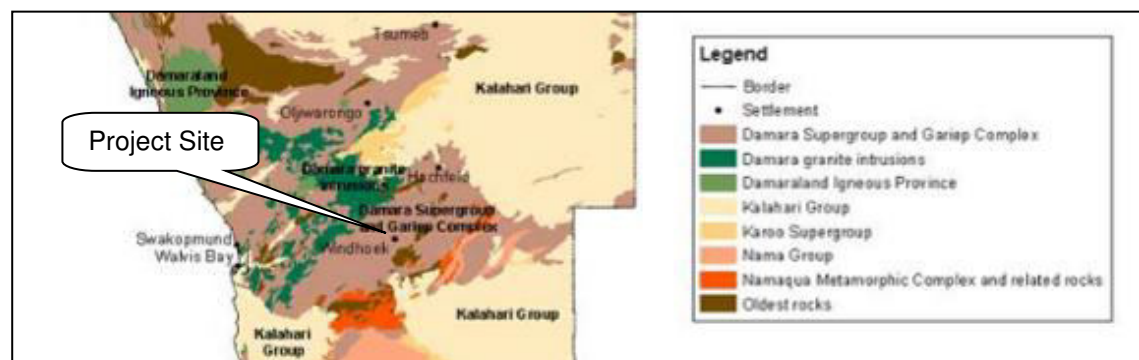 Tsumeb
Damaraland
Igneous Province
Kalahari Group
Otjiwarongo
Project Site
Damara granite
intrusions
Hochfeld
Damara Supergroup
and Gariep Complex
Windhoek
Swakopmund
Walvis Bay
Kalahari
Group
Kalahari Group
Legend
Border
Settlement
Damara Supergroup and Gariep Complex
Damara granite intrusions
Damaraland Igneous Province
Kalahari Group
Karoo Supergroup
Nama Group
Namaqua Metamorphic Complex and related rocks
Oldest rocks